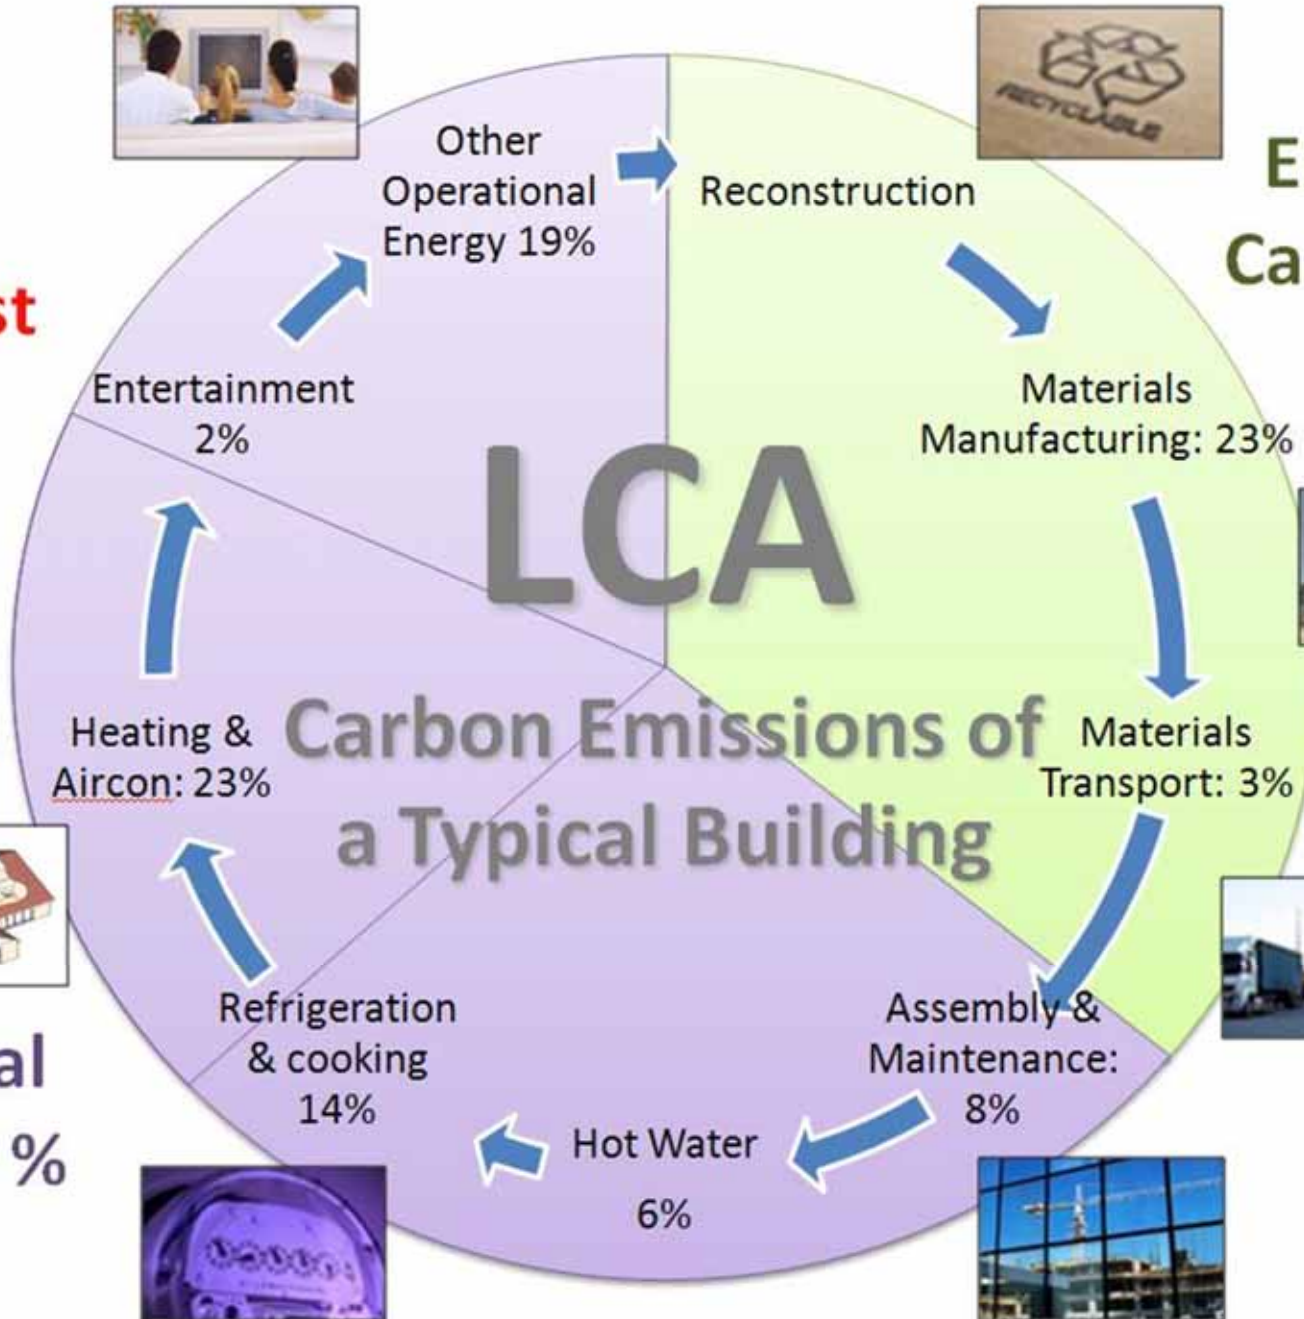 Other
Operational
Energy 19%
Reconstruction
RECYCLABLE
E
Ca
st
Entertainment
2%
Materials
Manufacturing: 23%
LCA
Carbon Emissions of
a Typical Building
Heating &
Aircon: 23%
Materials
Transport: 3%
Refrigeration
& cooking
14%
Assembly &
Maintenance:
8%
Hot Water
6%
al
%